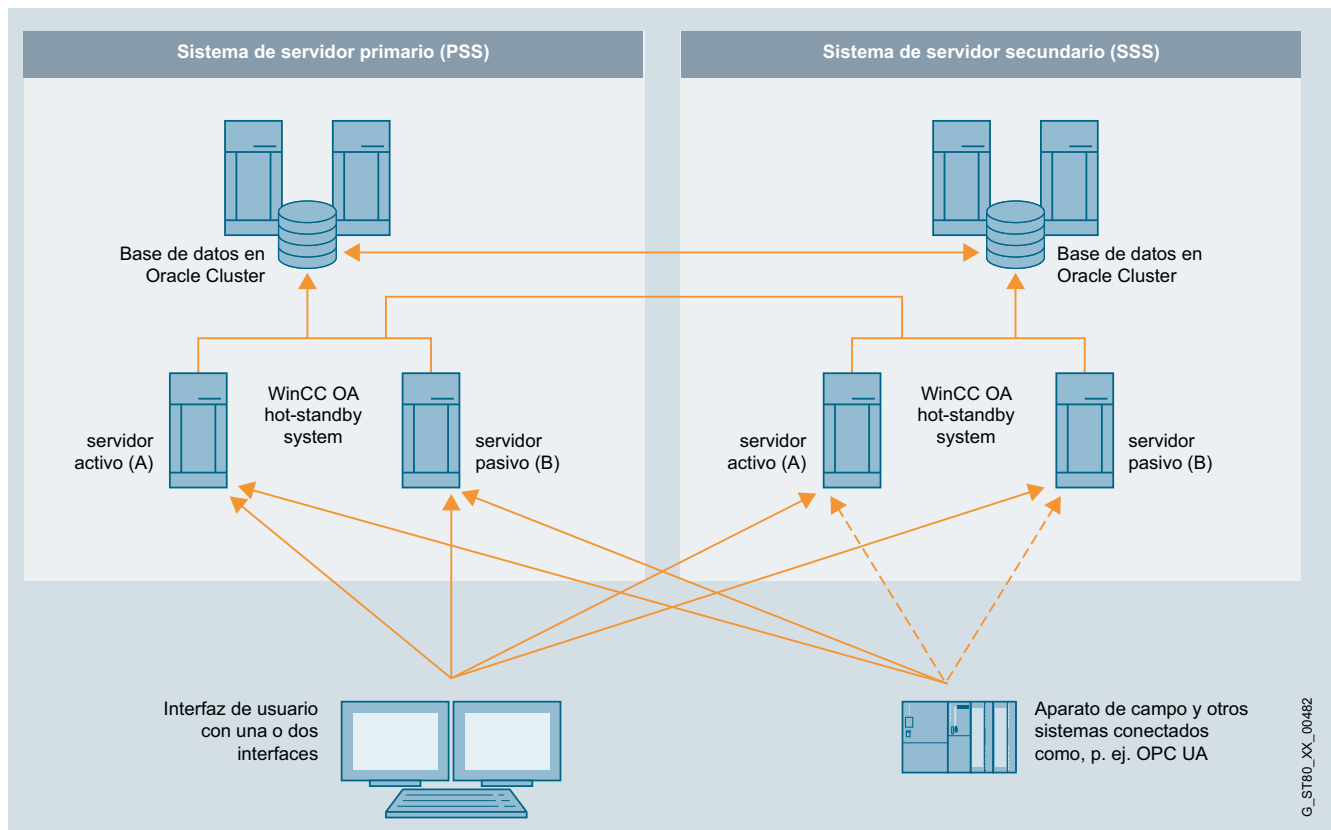 Sistema de servidor primario (PSS)
Sistema de servidor secundario (SSS)
Base de datos en
Oracle Cluster
Base de datos en
Oracle Cluster
servidor
activo (A)
WinCC OA
hot-standby
system
servidor
pasivo (B)
servidor
activo (A)
WinCC OA
hot-standby
system
servidor
pasivo (B)
Interfaz de usuario
con una o dos
interfaces
Aparato de campo y otros
sistemas conectados
como, p. ej. OPC UA
G_ST80_XX_00482